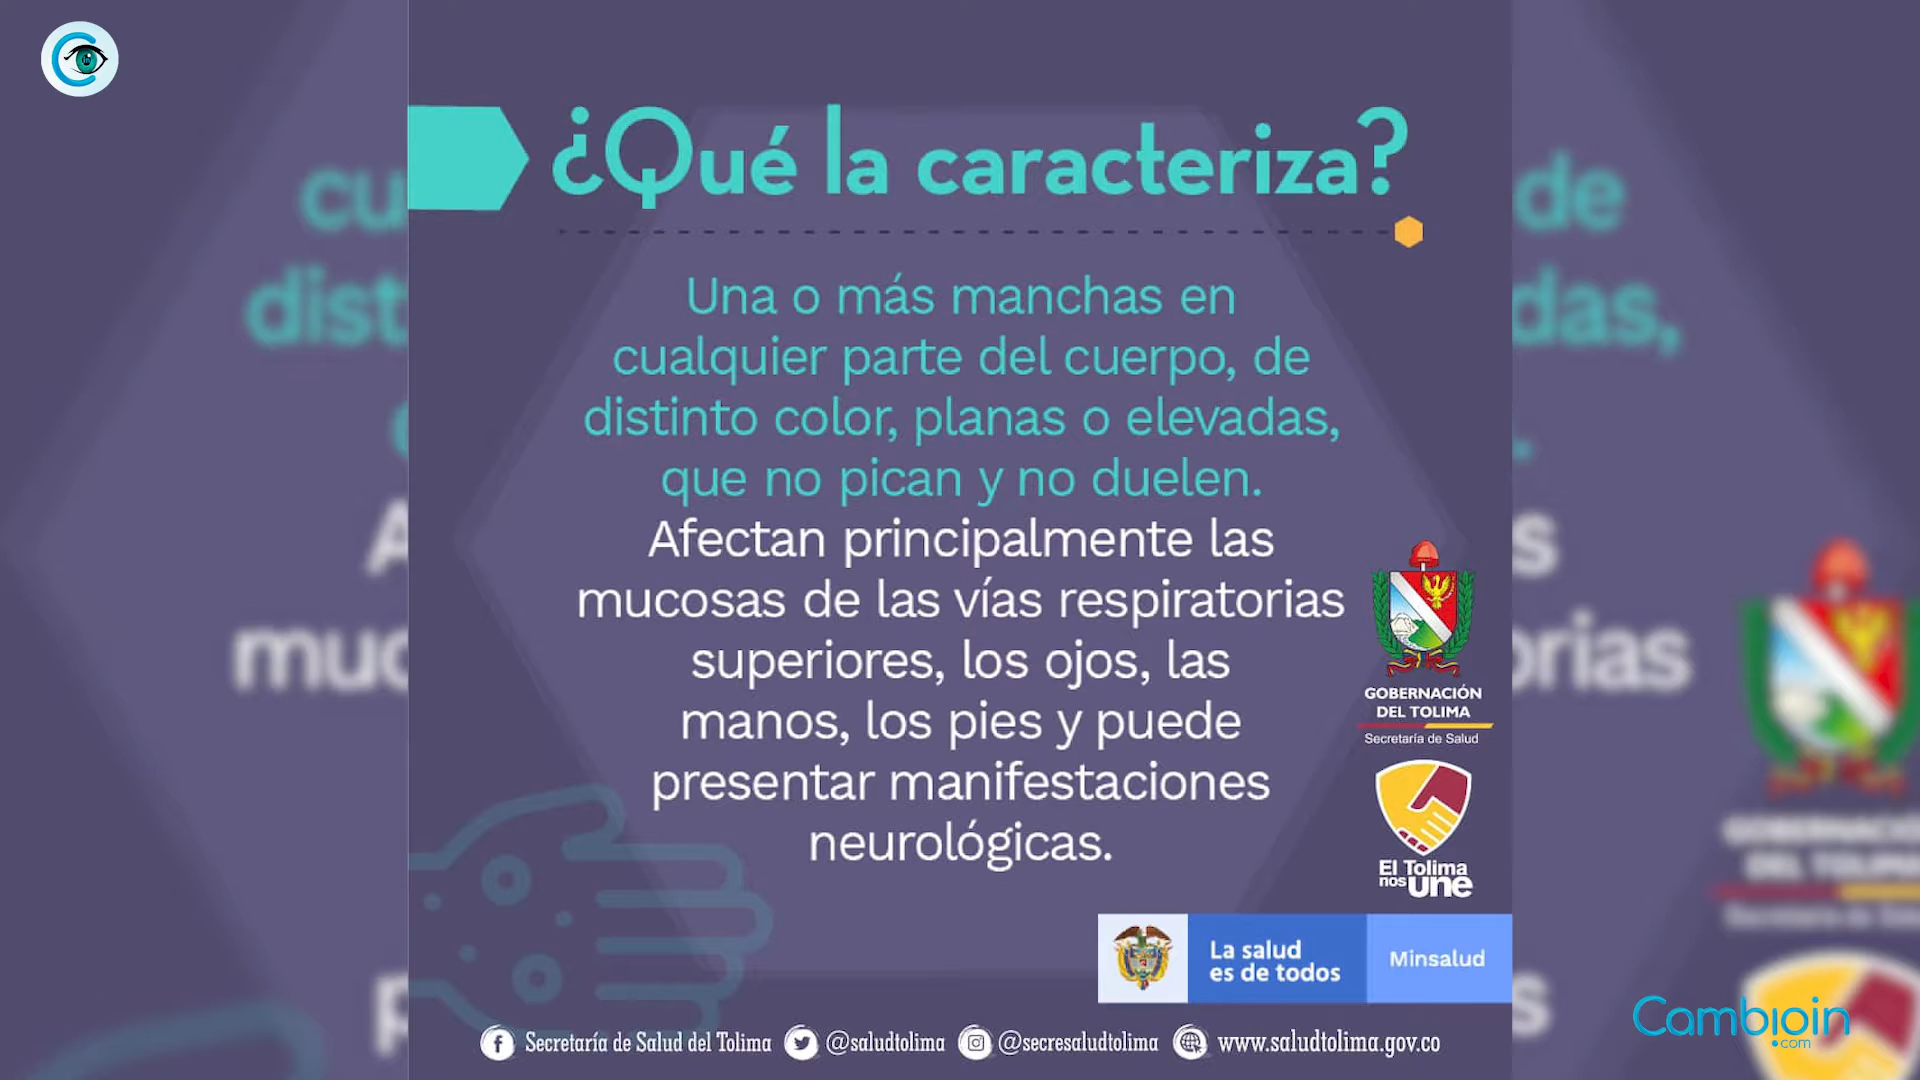 ¿Qué la caracteriza?
Una o más manchas en
cualquier parte del cuerpo, de
distinto color, planas o elevadas,
que no pican y no duelen.
Afectan principalmente las
mucosas de las vías respiratorias
superiores, los ojos, las
manos, los pies y puede
presentar manifestaciones
neurológicas.
GOBERNACIÓN
DEL TOLIMA
Secretaría de Salud
El Tolima
nos une
La salud
es de todos
Minsalud
Secretaría de Salud del Tolima @saludtolima @secresaludtolima www.saludtolima.gov.co
Cambioin
.com